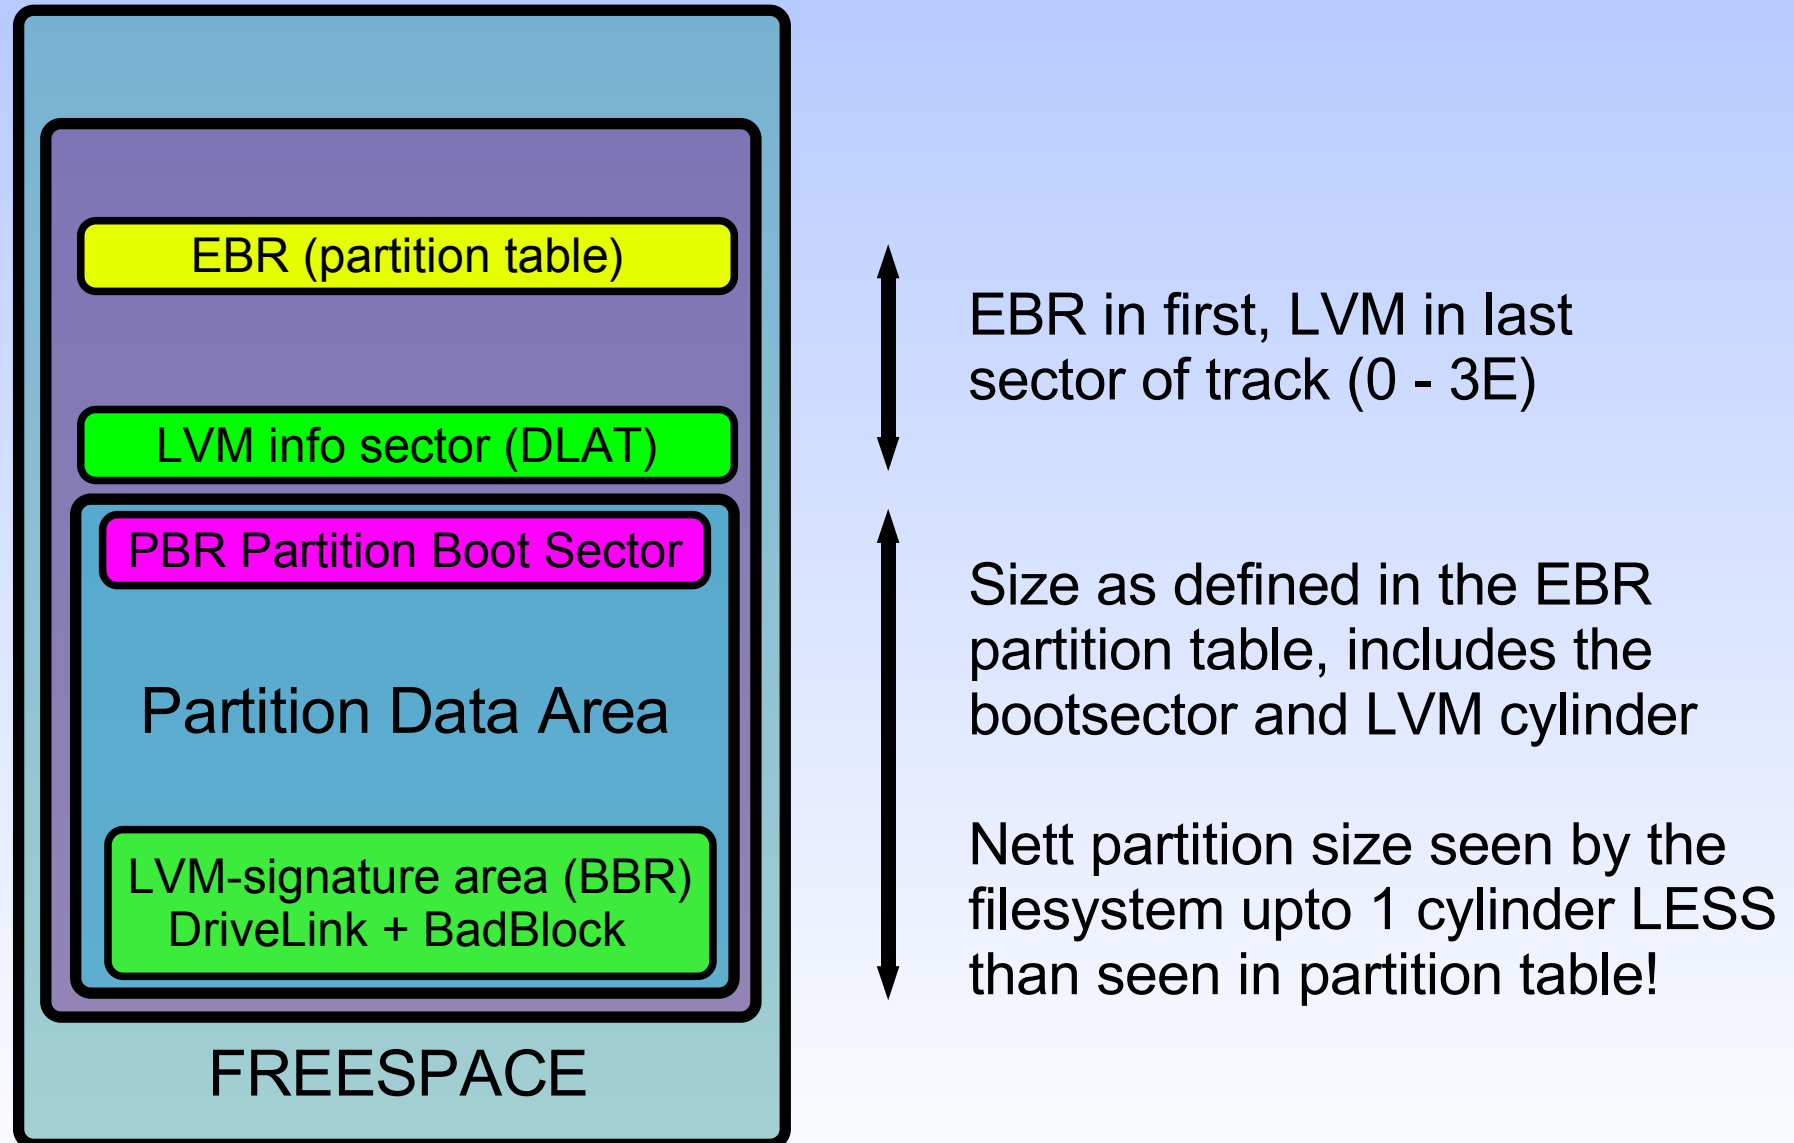 EBR (partition table)
LVM info sector (DLAT)
PBR Partition Boot Sector
Partition Data Area
LVM-signature area (BBR)
DriveLink + BadBlock
FREESPACE
EBR in first, LVM in last
sector of track (0 - 3E)
Size as defined in the EBR
partition table, includes the
bootsector and LVM cylinder
Nett partition size seen by the
filesystem upto 1 cylinder LESS
than seen in partition table!